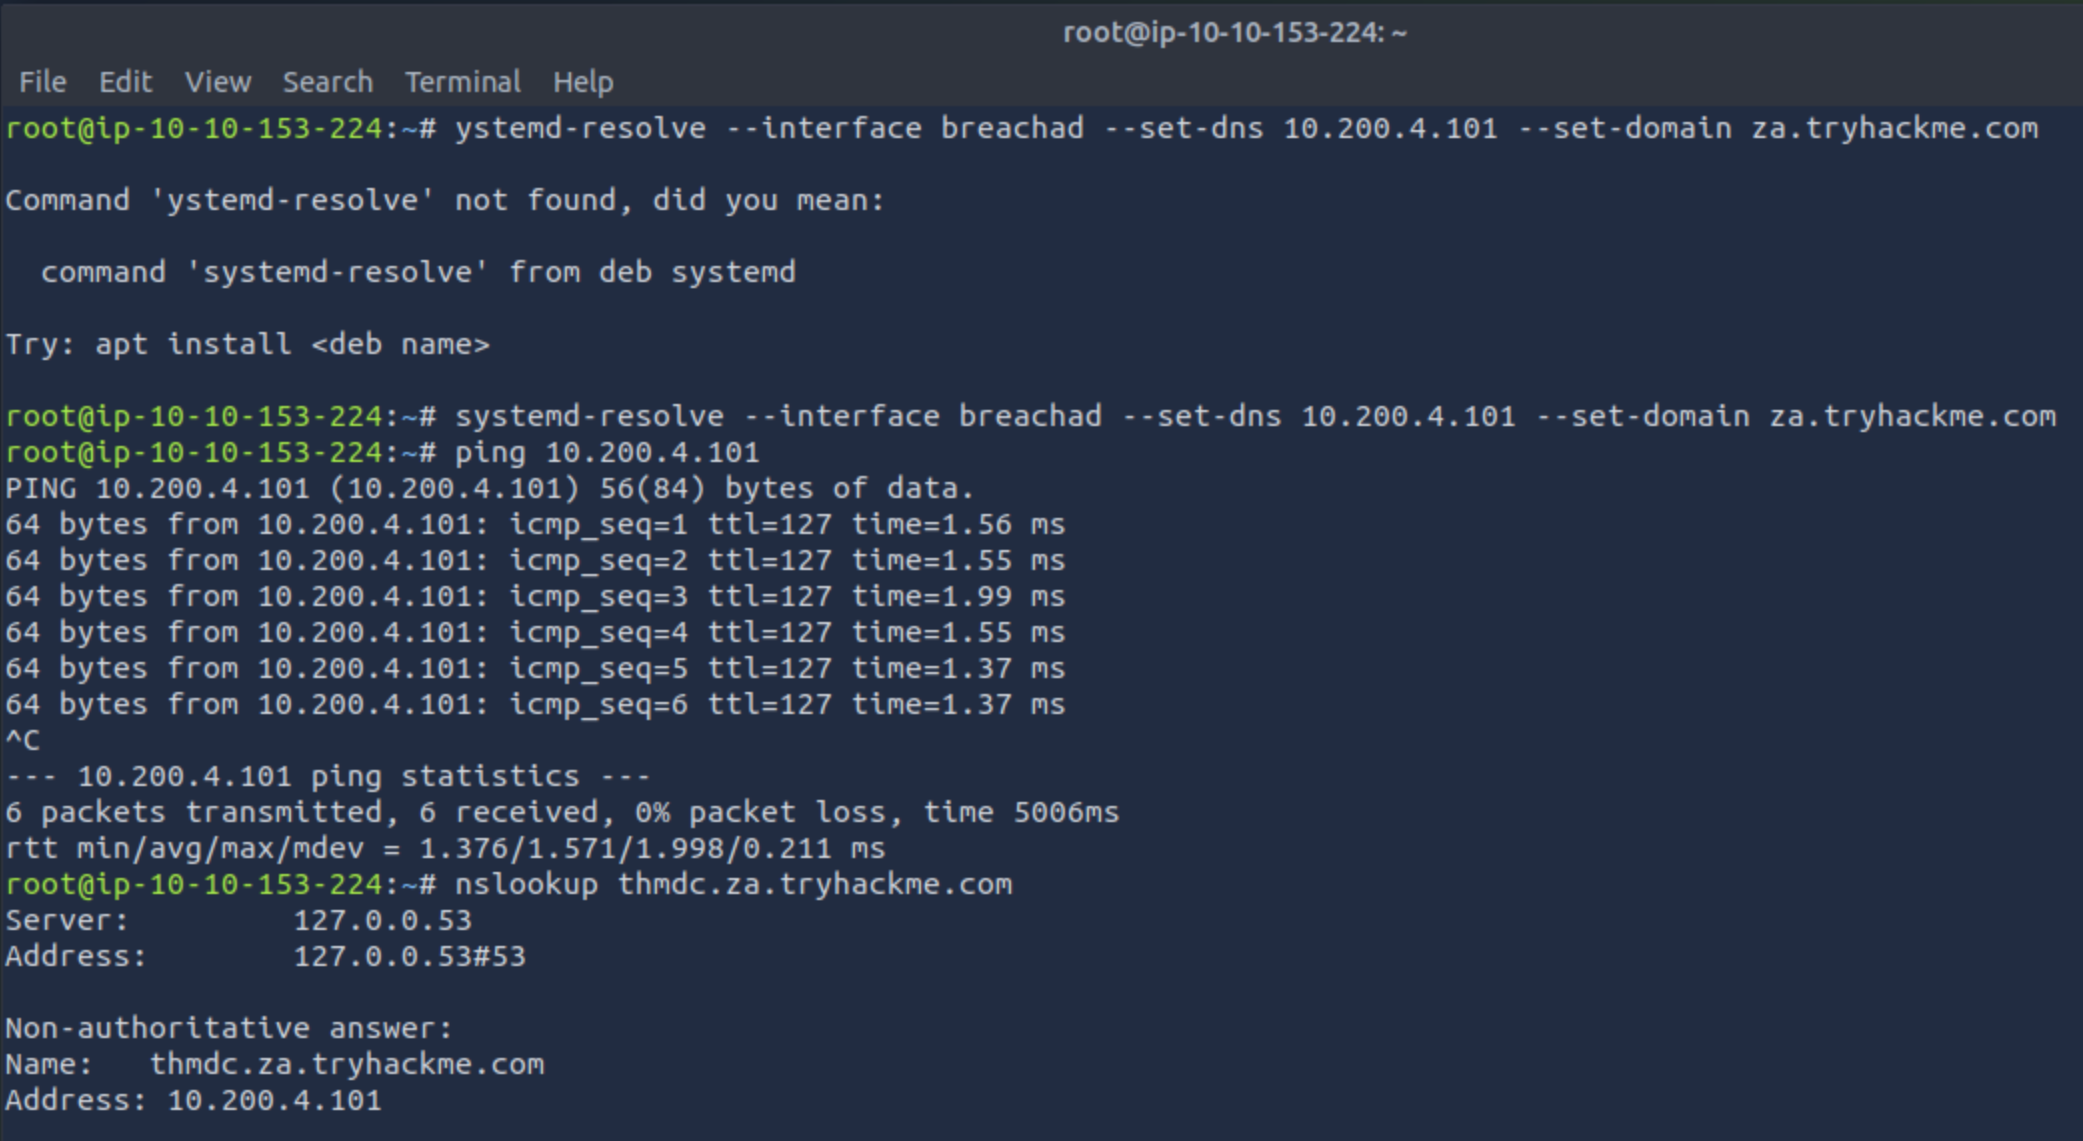 root@ip-10-10-153-224: ~
File Edit View Search Terminal Help
root@ip-10-10-153-224:~# ystemd-resolve --interface breachad --set-dns 10.200.4.101 --set-domain za.tryhackme.com
Command 'ystemd-resolve' not found, did you mean:
command 'systemd-resolve' from deb systemd
Try: apt install <deb name>
root@ip-10-10-153-224:~# systemd-resolve --interface breachad --set-dns 10.200.4.101 --set-domain za.tryhackme.com
root@ip-10-10-153-224:~# ping 10.200.4.101
PING 10.200.4.101 (10.200.4.101) 56(84) bytes of data.
64 bytes from 10.200.4.101: icmp_seq=1 ttl=127 time=1.56 ms
64 bytes from 10.200.4.101: icmp_seq=2 ttl=127 time=1.55 ms
64 bytes from 10.200.4.101: icmp_seq=3 ttl=127 time=1.99 ms
64 bytes from 10.200.4.101: icmp_seq=4 ttl=127 time=1.55 ms
64 bytes from 10.200.4.101: icmp_seq=5 ttl=127 time=1.37 ms
64 bytes from 10.200.4.101: icmp_seq=6 ttl=127 time=1.37 ms
^C
--- 10.200.4.101 ping statistics ---
6 packets transmitted, 6 received, 0% packet loss, time 5006ms
rtt min/avg/max/mdev = 1.376/1.571/1.998/0.211 ms
root@ip-10-10-153-224:~# nslookup thmdc.za.tryhackme.com
Server: 127.0.0.53
Address: 127.0.0.53#53
Non-authoritative answer:
Name: thmdc.za.tryhackme.com
Address: 10.200.4.101